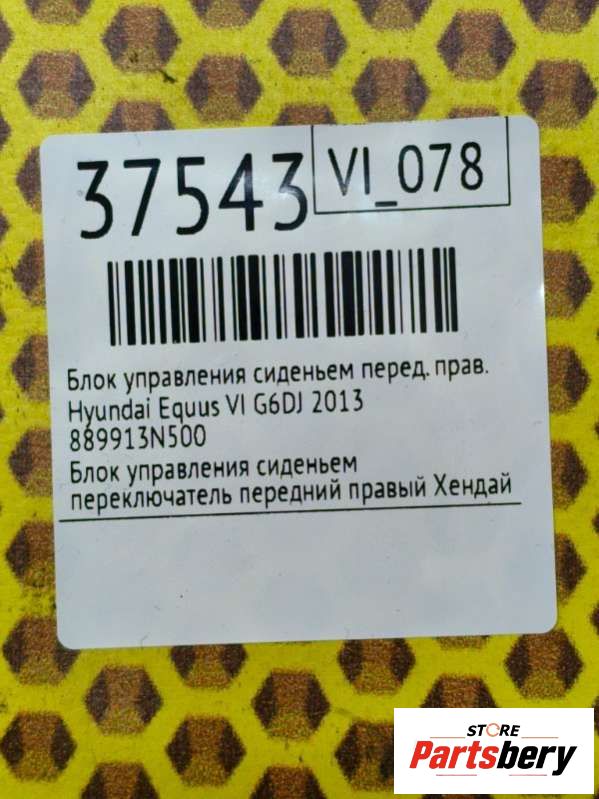 37543
VI_078
Блок управления сиденьем перед. прав.
Hyundai Equus VI G6DJ 2013
889913N500
Блок управления сиденьем
переключатель передний правый Хендай
STORE
Partsbery